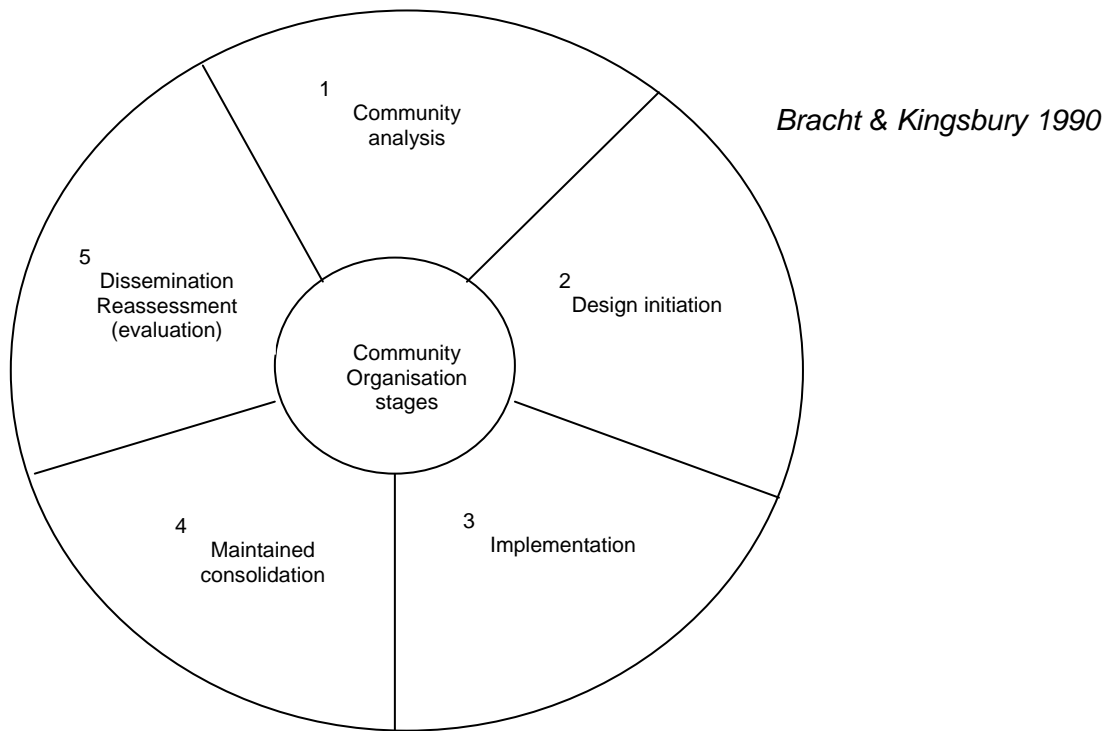 1
Community
analysis
Bracht & Kingsbury 1990
2
Design initiation
3
Implementation
4
Maintained
consolidation
5
Dissemination
Reassessment
(evaluation)
Community
Organisation
stages